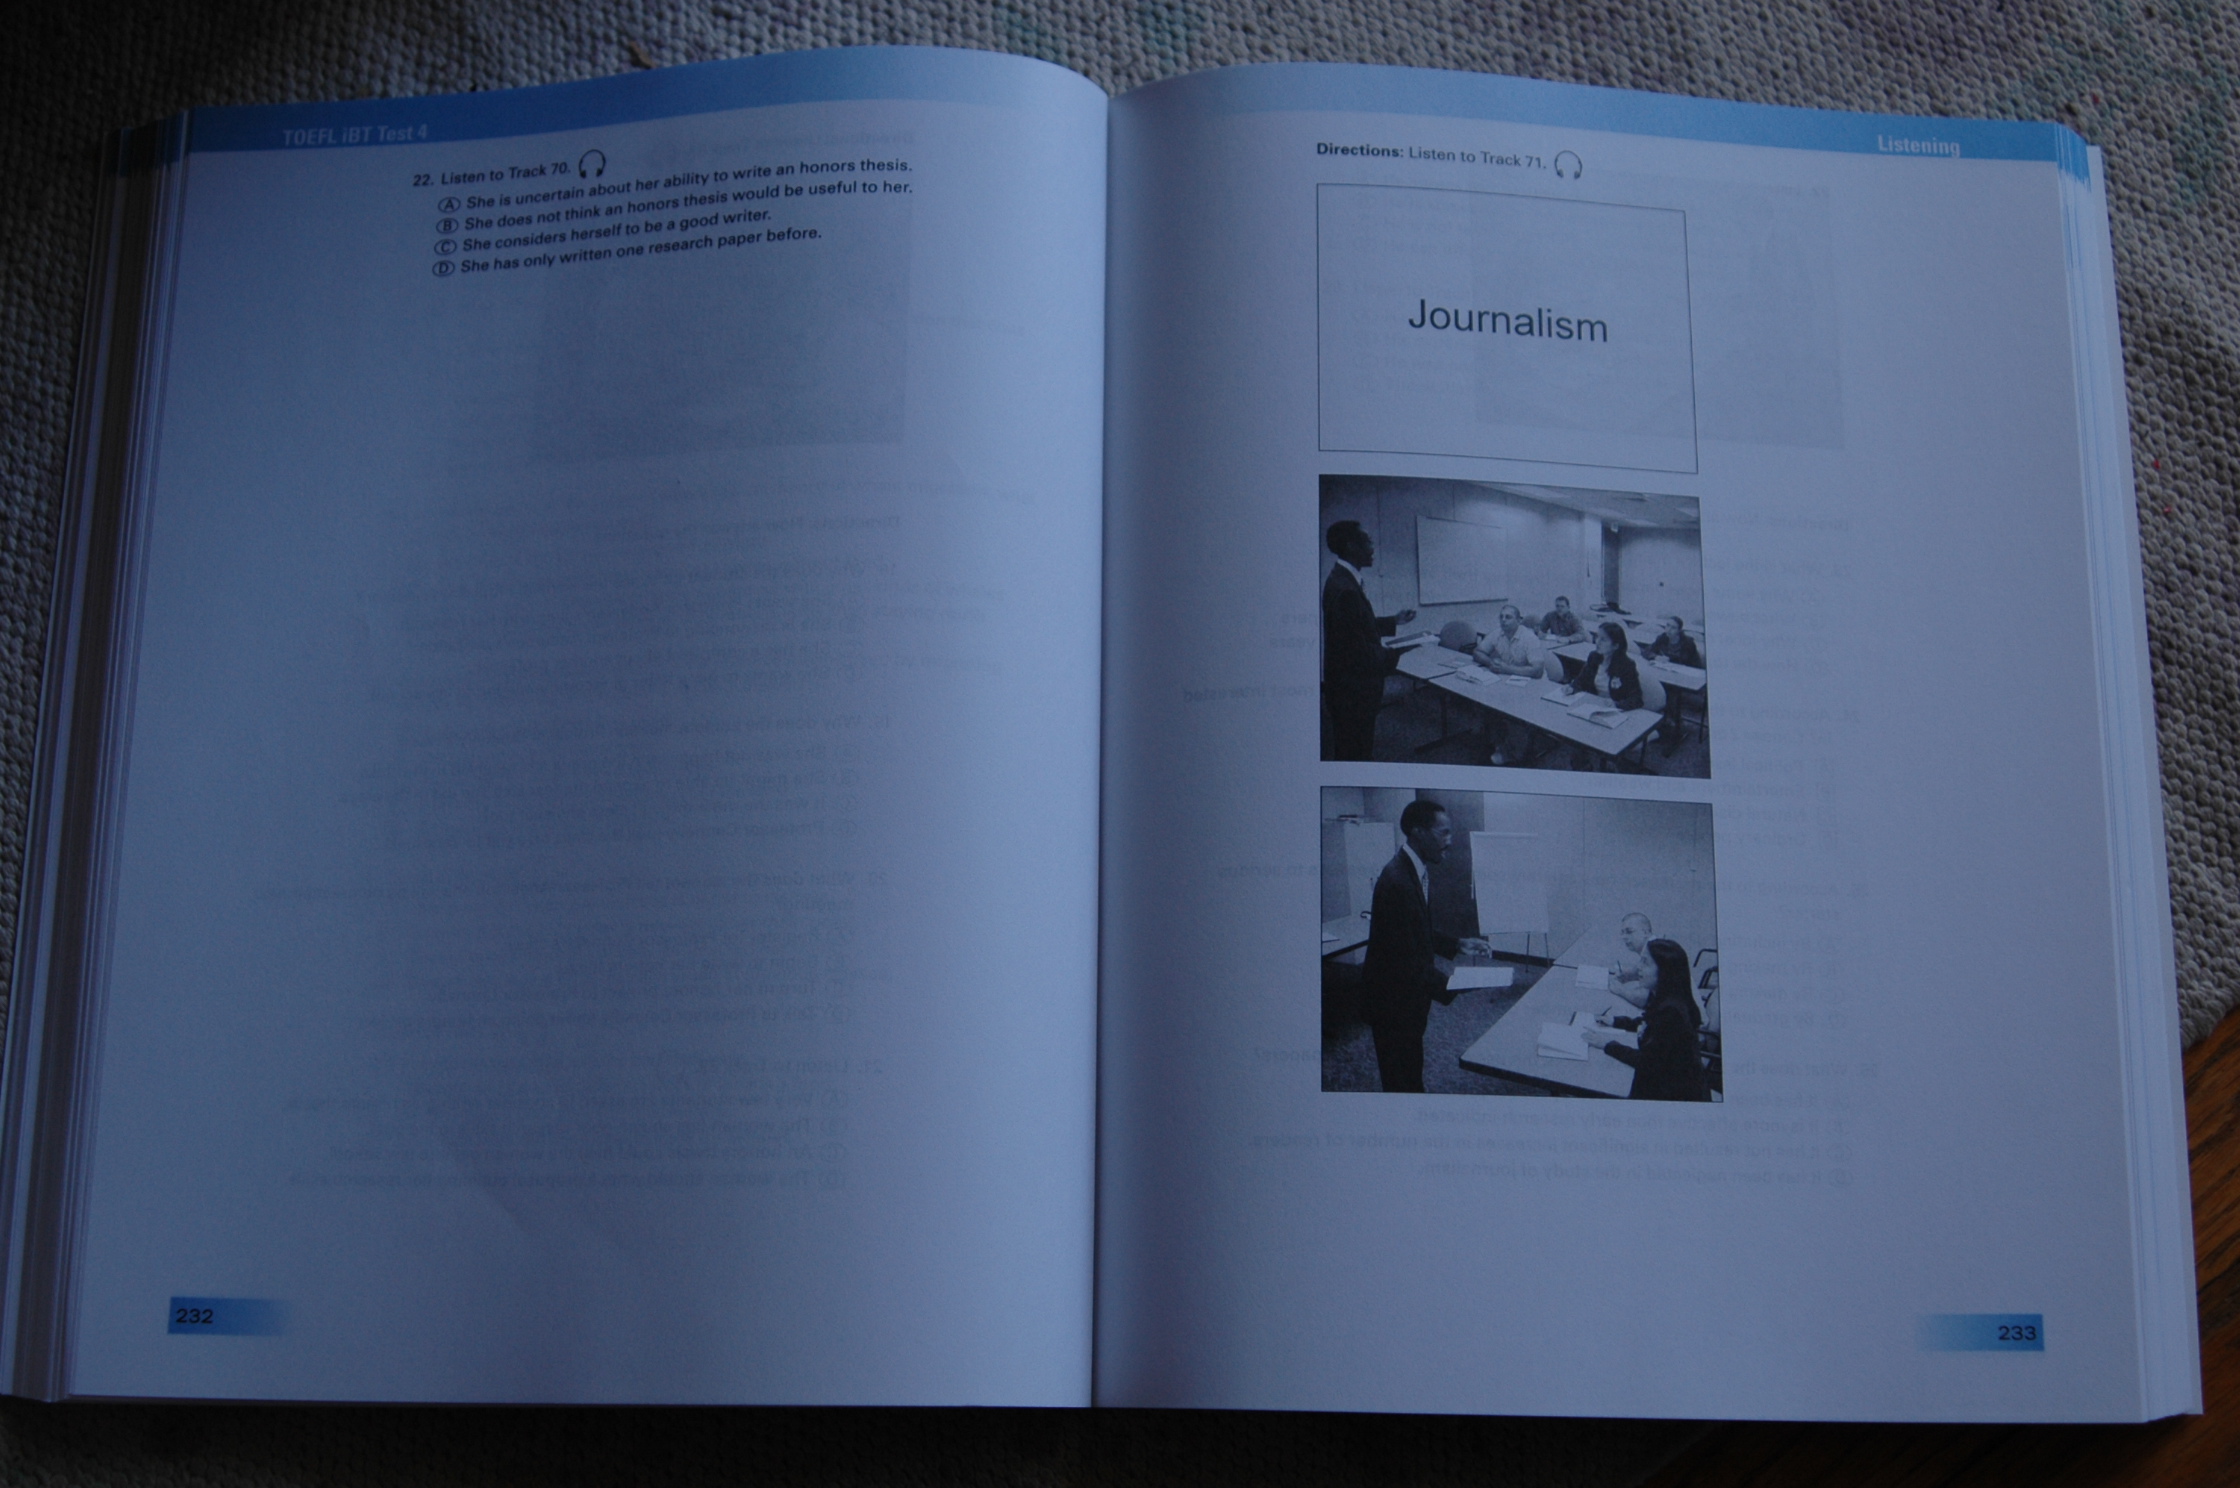 TOEFL iBT Test 4
22. Listen to Track 70.
A She is uncertain about her ability to write an honors thesis.
B She does not think an honors thesis would be useful to her.
C She considers herself to be a good writer.
D She has only written one research paper before.
232
Listening
Directions: Listen to Track 71.
Journalism
233